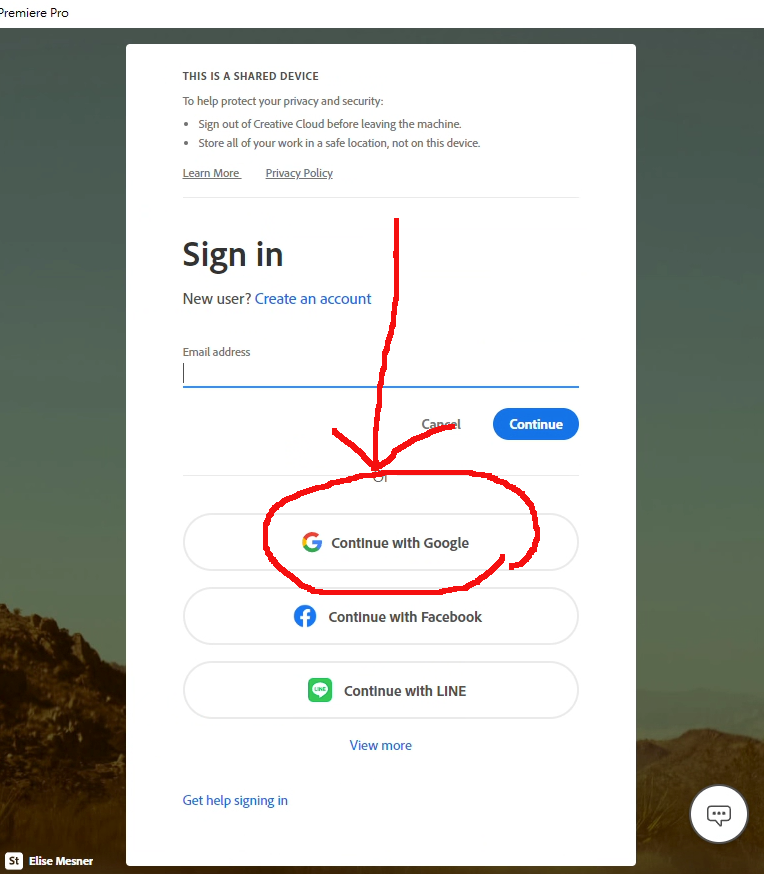 Premiere Pro
THIS IS A SHARED DEVICE
To help protect your privacy and security:
Sign out of Creative Cloud before leaving the machine.
Store all of your work in a safe location, not on this device.
Learn More
Privacy Policy
Sign in
New user? Create an account
Email address
Cancel
Continue
Or
Continue with Google
Continue with Facebook
LINE
Continue with LINE
View more
Get help signing in
St Elise Mesner